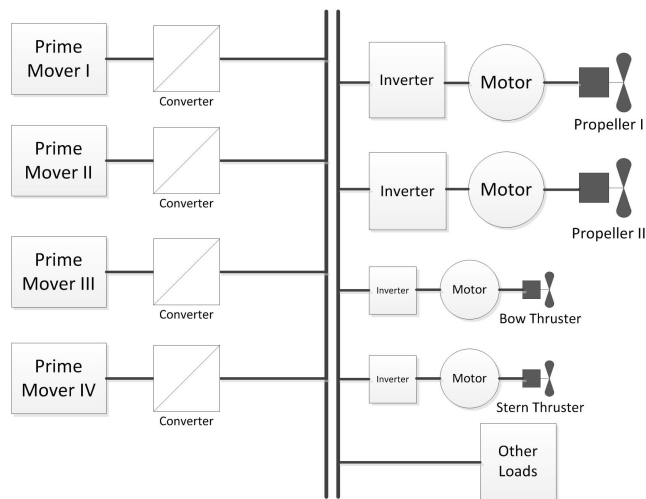 Prime
Mover I
Converter
Prime
Mover II
Converter
Prime
Mover III
Converter
Prime
Mover IV
Converter
Inverter
Motor
Propeller I
Inverter
Motor
Propeller II
Inverter
Motor
Bow Thruster
Inverter
Motor
Stern Thruster
Other
Loads